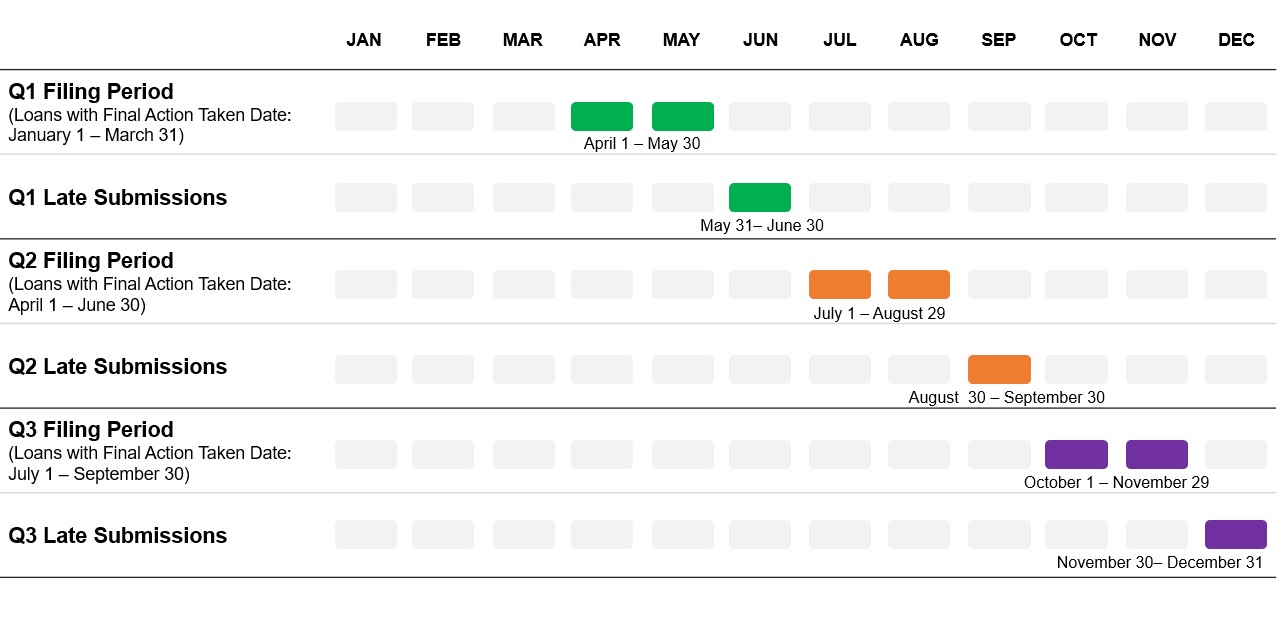 JAN FEB MAR APR MAY JUN JUL AUG SEP OCT NOV DEC
Q1 Filing Period
(Loans with Final Action Taken Date:
January 1 – March 31)
April 1 – May 30
Q1 Late Submissions
May 31– June 30
Q2 Filing Period
(Loans with Final Action Taken Date:
April 1 – June 30)
July 1 – August 29
Q2 Late Submissions
August  30 – September 30
Q3 Filing Period
(Loans with Final Action Taken Date:
July 1 – September 30)
October 1 – November 29
Q3 Late Submissions
November 30– December 31